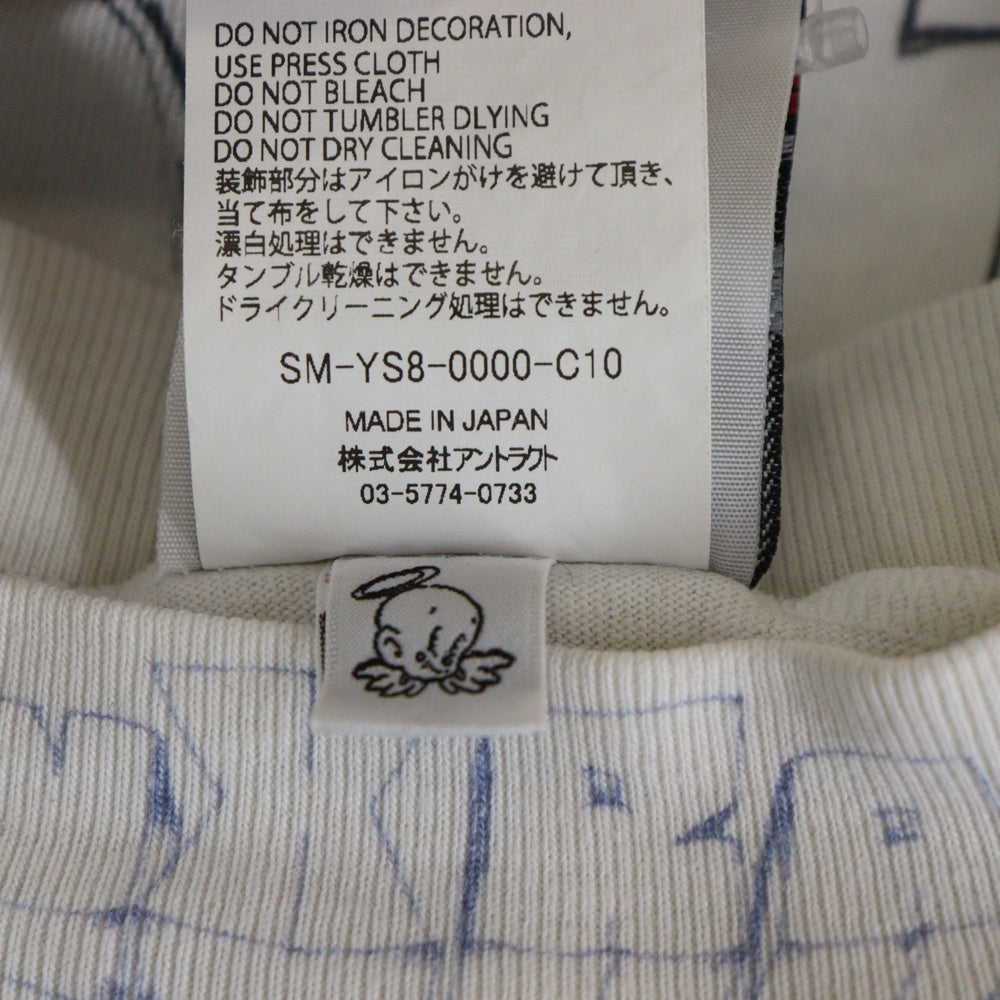 DO NOT IRON DECORATION,
USE PRESS CLOTH
DO NOT BLEACH
DO NOT TUMBLER DLYING
DO NOT DRY CLEANING
装飾部分はアイロンがけを避けて頂き、
当て布をして下さい。
漂白処理はできません。
タンブル乾燥はできません。
ドライクリーニング処理はできません。
SM-YS8-0000-C10
MADE IN JAPAN
株式会社アントラクト
03-5774-0733